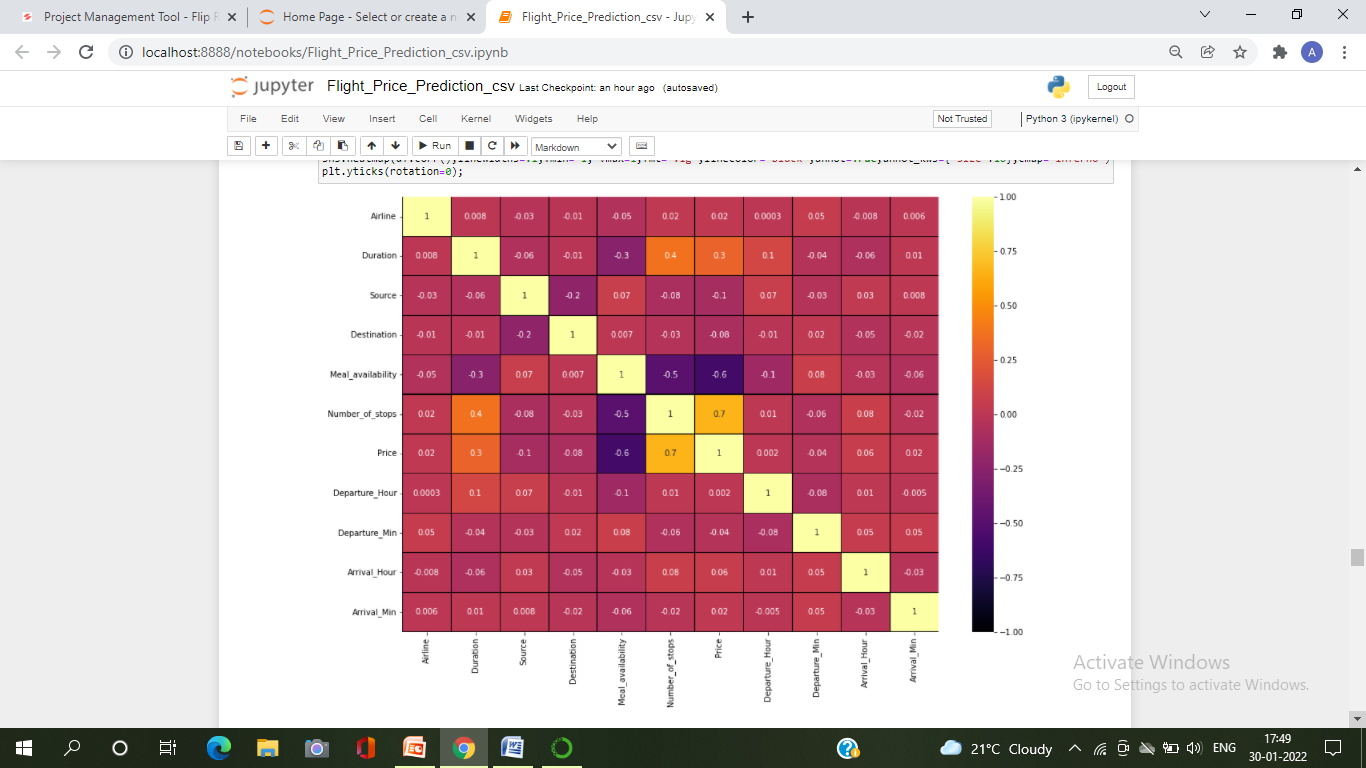 Project Management Tool - Flip
Home Page - Select or create a n
Flight_Price_Prediction_csv - Jupy
localhost:8888/notebooks/Flight_Price_Prediction_csv.ipynb
A
jupyter Flight_Price_Prediction_csv Last Checkpoint: an hour ago (autosaved)
Logout
File Edit View Insert Cell Kernel Widgets Help
Not Trusted
Python 3 (ipykernel)
Run
Markdown
plt.yticks(rotation=0);
Airline 1 0.008 -0.03 -0.01 -0.05 0.02 0.02 0.0003 0.05 -0.008 0.006
Duration 0.008 1 -0.06 -0.01 -0.3 0.4 0.3 0.1 -0.04 -0.06 0.01
Source -0.03 -0.06 1 -0.2 0.07 -0.08 -0.1 0.07 -0.03 0.03 0.008
Destination -0.01 -0.01 -0.2 1 0.007 -0.03 -0.08 -0.01 0.02 -0.05 -0.02
Meal_availability -0.05 -0.3 0.07 0.007 1 -0.5 -0.6 -0.1 0.08 -0.03 -0.06
Number_of_stops 0.02 0.4 -0.08 -0.03 -0.5 1 0.7 0.01 -0.06 0.08 -0.02
Price 0.02 0.3 -0.1 -0.08 -0.6 0.7 1 0.002 -0.04 0.06 0.02
Departure_Hour 0.0003 0.1 0.07 -0.01 -0.1 0.01 0.002 1 -0.08 0.01 -0.005
Departure_Min 0.05 -0.04 -0.03 0.02 0.08 -0.06 -0.04 -0.08 1 0.05 0.05
Arrival_Hour -0.008 -0.06 0.03 -0.05 -0.03 0.08 0.06 0.01 0.05 1 -0.03
Arrival_Min 0.006 0.01 0.008 -0.02 -0.06 -0.02 0.02 -0.005 0.05 -0.03 1
Airline
Duration
Source
Destination
Meal_availability
Number_of_stops
Price
Departure_Hour
Departure_Min
Arrival_Hour
Arrival_Min
1.00
0.75
0.50
0.25
0.00
-0.25
-0.50
-0.75
-1.00
Activate Windows
Go to Settings to activate Windows.
21°C Cloudy
ENG
17:49
30-01-2022